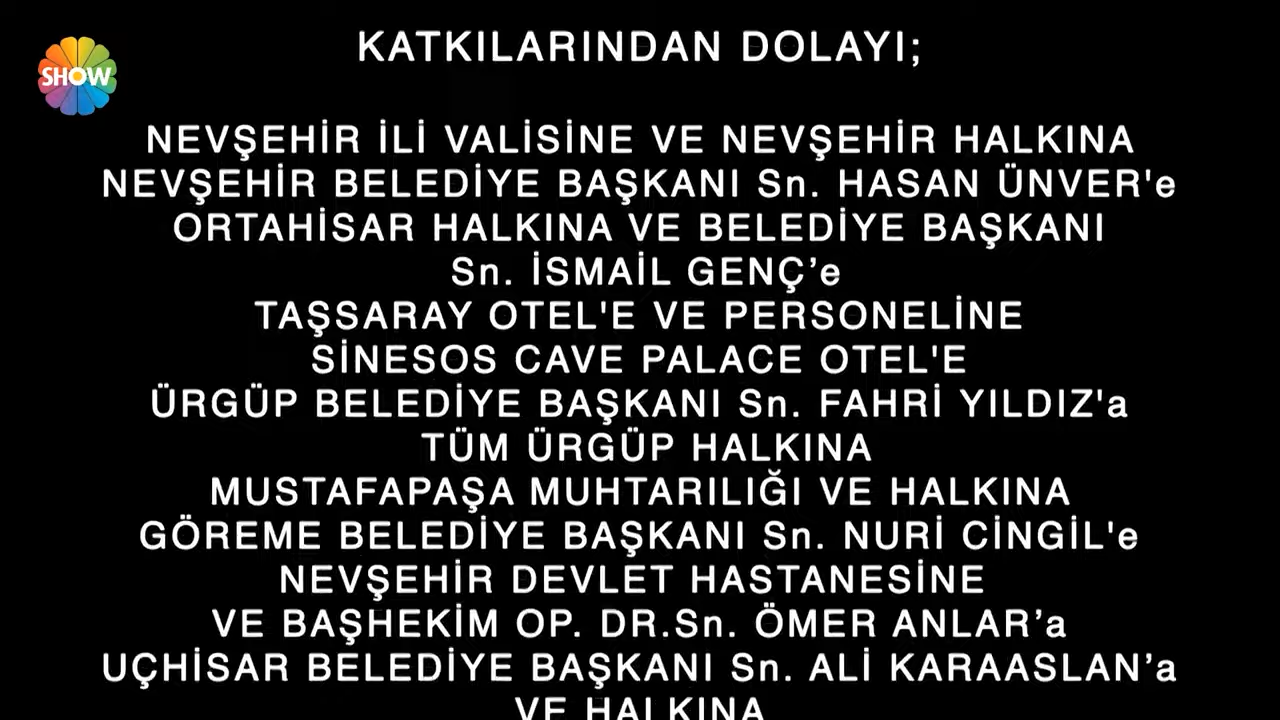 SHOW
KATKILARINDAN DOLAYI;
NEVŞEHİR İLİ VALİSİNE VE NEVŞEHİR HALKINA
NEVŞEHİR BELEDİYE BAŞKANI Sn. HASAN ÜNVER'e
ORTAHİSAR HALKINA VE BELEDİYE BAŞKANI
Sn. İSMAİL GENÇ’e
TAŞSARAY OTEL'E VE PERSONELİNE
SİNESOS CAVE PALACE OTEL'E
ÜRGÜP BELEDİYE BAŞKANI Sn. FAHRİ YILDIZ'a
TÜM ÜRGÜP HALKINA
MUSTAFAPAŞA MUHTARILIĞI VE HALKINA
GÖREME BELEDİYE BAŞKANI Sn. NURİ CİNGİL'e
NEVŞEHİR DEVLET HASTANESİNE
VE BAŞHEKİM OP. DR.Sn. ÖMER ANLAR’a
UÇHİSAR BELEDİYE BAŞKANI Sn. ALİ KARAASLAN’a
VE HALKINA